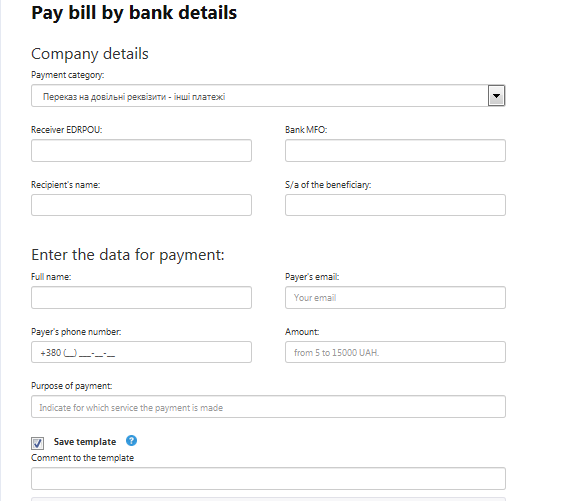 Pay bill by bank details
Company details
Payment category:
Переказ на довільні реквізити - інші платежі
Receiver EDRPOU:
Bank MFO:
Recipient's name:
S/a of the beneficiary:
Enter the data for payment:
Full name:
Payer's email:
Your email
Payer's phone number:
Amount:
+380 (__) ___-__-__
from 5 to 15000 UAH.
Purpose of payment:
Indicate for which service the payment is made
Save template ?
Comment to the template